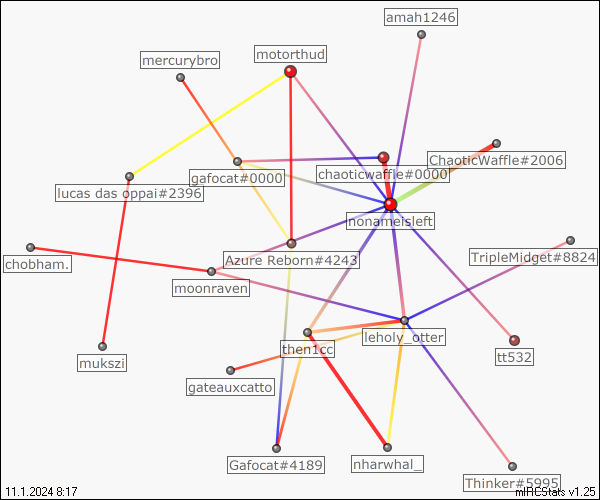 amah1246
motorthud
mercurybro
ChaoticWaffle#2006
chaoticwaffle#0000
gafocat#0000
lucas das oppai#2396
nonameisleft
Azure Reborn#4243
TripleMidget#8824
chobham.
moonraven
leholy_otter
then1cc
tt532
mukszi
gateauxcatto
Gafocat#4189
nharwhal_
Thinker#5995
11.1.2024 8:17
mIRCStats v1.25